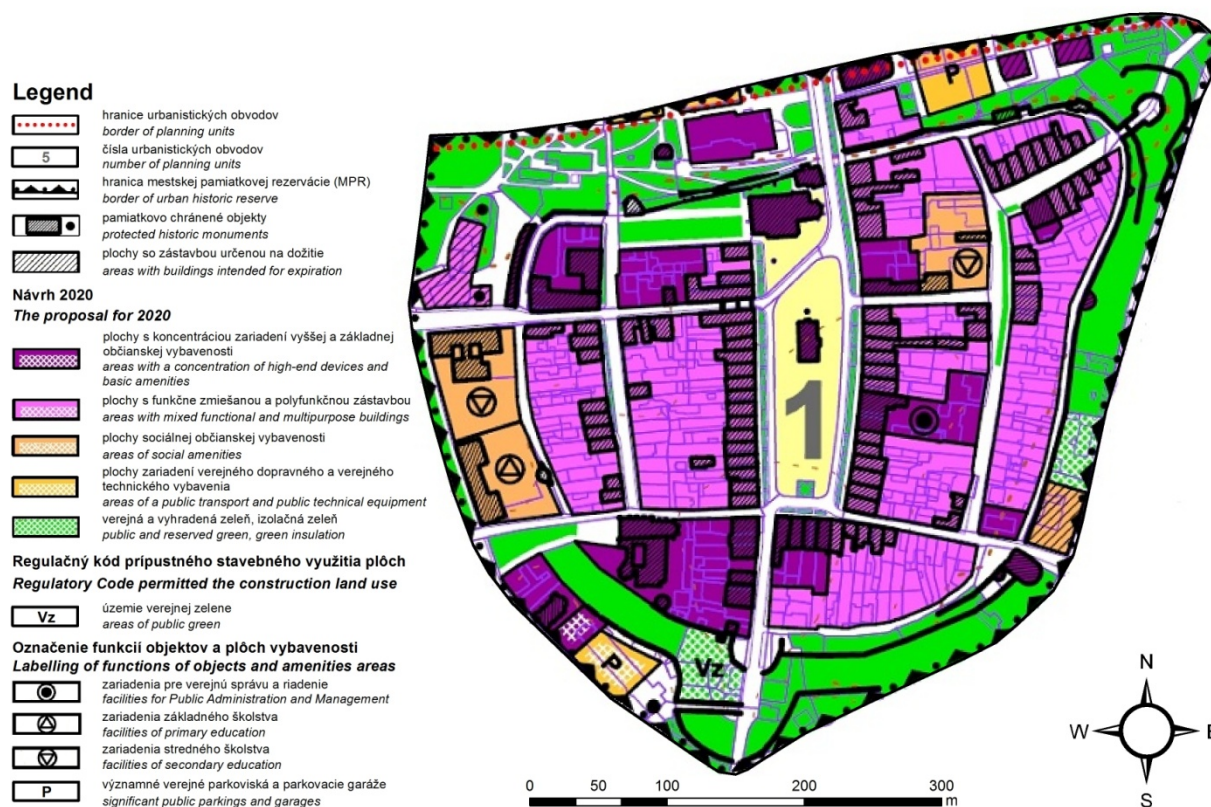 Legend
hranice urbanistických obvodov
border of planning units
5
čísla urbanistických obvodov
number of planning units
hranica mestskej pamiatkovej rezervácie (MPR)
border of urban historic reserve
pamiatkovo chránené objekty
protected historic monuments
plochy so zástavbou určenou na dožitie
areas with buildings intended for expiration
Návrh 2020
The proposal for 2020
plochy s koncentráciou zariadení vyššej a základnej
občianskej vybavenosti
areas with a concentration of high-end devices and
basic amenities
plochy s funkčne zmiešanou a polyfunkčnou zástavbou
areas with mixed functional and multipurpose buildings
plochy sociálnej občianskej vybavenosti
areas of social amenities
plochy zariadení verejného dopravného a verejného
technického vybavenia
areas of a public transport and public technical equipment
verejná a vyhradená zeleň, izolačná zeleň
public and reserved green, green insulation
Regulačný kód prípustného stavebného využitia plôch
Regulatory Code permitted the construction land use
Vz
územie verejnej zelene
areas of public green
Označenie funkcií objektov a plôch vybavenosti
Labelling of functions of objects and amenities areas
zariadenia pre verejnú správu a riadenie
facilities for Public Administration and Management
zariadenia základného školstva
facilities of primary education
zariadenia stredného školstva
facilities of secondary education
P
významné verejné parkoviská a parkovacie garáže
significant public parkings and garages
P
1
P
Vz
N
W
E
S
0 50 100 200 300
m